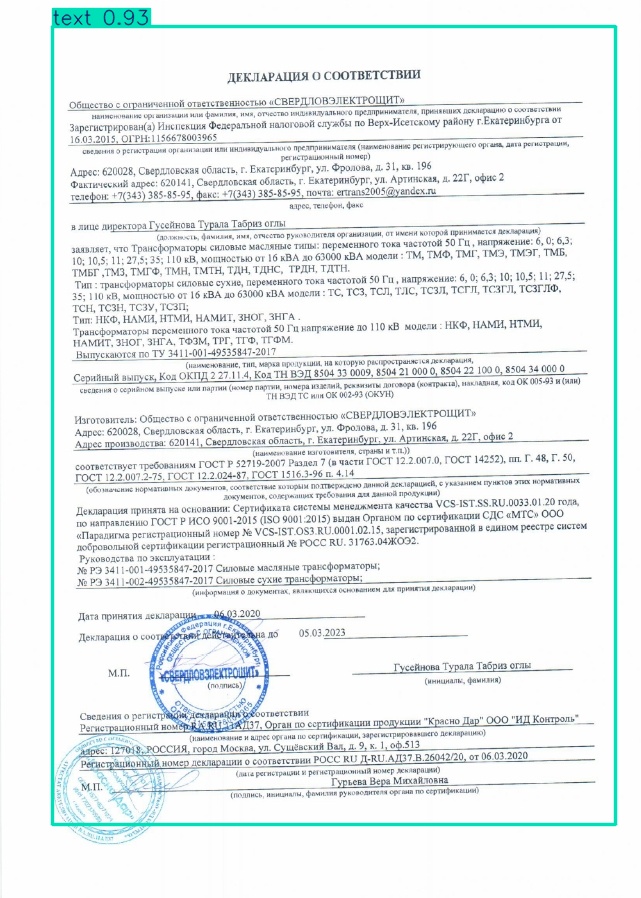 text 0.93
ДЕКЛАРАЦИЯ О СООТВЕТСТВИИ
Общество с ограниченной ответственностью «СВЕРДЛОВЭЛЕКТРОЩИТ»
наименование организации или фамилия, имя, отчество индивидуального предпринимателя, принявших декларацию о соответствии
Зарегистрирован(а) Инспекция Федеральной налоговой службы по Верх-Исетскому району г.Екатеринбурга от
16.03.2015, ОГРН:1156678003965
сведения о регистрации организации или индивидуального предпринимателя (наименование регистрирующего органа, дата регистрации,
регистрационный номер)
Адрес: 620028, Свердловская область, г. Екатеринбург, ул. Фролова, д. 31, кв. 196
Фактический адрес: 620141, Свердловская область, г. Екатеринбург, ул. Артинская, д. 22Г, офис 2
телефон: +7(343) 385-85-95, факс: +7(343) 385-85-95, почта: ertrans2005@yandex.ru
адрес, телефон, факс
в лице директора Гусейнова Турала Табриз оглы
(должность, фамилия, имя, отчество руководителя организации, от имени которой принимается декларация)
заявляет, что Трансформаторы силовые масляные типы: переменного тока частотой 50 Гц , напряжение: 6, 0; 6,3;
10; 10,5; 11; 27,5; 35; 110 кВ, мощностью от 16 кВА до 63000 кВА модели : ТМ, ТМФ, ТМГ, ТМЭ, ТМЭГ, ТМБ,
ТМБГ ,ТМЗ, ТМГФ, ТМН, ТМТН, ТДН, ТДНС, ТРДН, ТДТН.
Тип : трансформаторы силовые сухие, переменного тока частотой 50 Гц , напряжение: 6, 0; 6,3; 10; 10,5; 11; 27,5;
35; 110 кВ, мощностью от 16 кВА до 63000 кВА модели : ТС, ТСЗ, ТСЛ, ТЛС, ТСЗЛ, ТСГЛ, ТСЗГЛ, ТСЗГЛФ,
ТСН, ТСЗН, ТСЗУ, ТСЗП;
Тип: НКФ, НАМИ, НТМИ, НАМИТ, ЗНОГ, ЗНГА .
Трансформаторы переменного тока частотой 50 Гц напряжение до 110 кВ модели : НКФ, НАМИ, НТМИ,
НАМИТ, ЗНОГ, ЗНГА, ТФЗМ, ТРГ, ТГФ, ТГФМ.
Выпускаются по ТУ 3411-001-49535847-2017
(наименование, тип, марка продукции, на которую распространяется декларация,
Серийный выпуск, Код ОКПД 2 27.11.4, Код ТН ВЭД 8504 33 0009, 8504 21 000 0, 8504 22 100 0, 8504 34 000 0
сведения о серийном выпуске или партии (номер партии, номера изделий, реквизиты договора (контракта), накладная, код ОК 005-93 и (или)
ТН ВЭД ТС или ОК 002-93 (ОКУН)
Изготовитель: Общество с ограниченной ответственностью «СВЕРДЛОВЭЛЕКТРОЩИТ»
Адрес: 620028, Свердловская область, г. Екатеринбург, ул. Фролова, д. 31, кв. 196
Адрес производства: 620141, Свердловская область, г. Екатеринбург, ул. Артинская, д. 22Г, офис 2
(наименование изготовителя, страны и т.п.))
соответствует требованиям ГОСТ Р 52719-2007 Раздел 7 (в части ГОСТ 12.2.007.0, ГОСТ 14252), пп. Г. 48, Г. 50,
ГОСТ 12.2.007.2-75, ГОСТ 12.2.024-87, ГОСТ 1516.3-96 п. 4.14
(обозначение нормативных документов, соответствие которым подтверждено данной декларацией, с указанием пунктов этих нормативных
документов, содержащих требования для данной продукции)
Декларация принята на основании: Сертификата системы менеджмента качества VCS-IST.SS.RU.0033.01.20 года,
по направлению ГОСТ Р ИСО 9001-2015 (ISO 9001:2015) выдан Органом по сертификации СДС «МТС» ООО
«Парадигма регистрационный номер № VCS-IST.OS3.RU.0001.02.15, зарегистрированной в едином реестре систем
добровольной сертификации регистрационный № РОСС RU. 31763.04ЖОЭ2.
Руководства по эксплуатации :
№ РЭ 3411-001-49535847-2017 Силовые масляные трансформаторы;
№ РЭ 3411-002-49535847-2017 Силовые сухие трансформаторы;
(информация о документах, являющихся основанием для принятия декларации)
Дата принятия декларации 06.03.2020
Декларация о соответствии действительна до 05.03.2023
«СВЕРДЛОВЭЛЕКТРОЩИТ»
М.П. Гусейнова Турала Табриз оглы
(подпись) (инициалы, фамилия)
Сведения о регистрации декларации о соответствии
Регистрационный номер RA.RU.11АД37, Орган по сертификации продукции "Красно Дар" ООО "ИД Контроль"
(наименование и адрес органа по сертификации, зарегистрировавшего декларацию)
адрес: 127018, РОССИЯ, город Москва, ул. Сущёвский Вал, д. 9, к. 1, оф.513
Регистрационный номер декларации о соответствии РОСС RU Д-RU.АД37.В.26042/20, от 06.03.2020
(дата регистрации и регистрационный номер декларации)
М.П. Гурьева Вера Михайловна
(подпись, инициалы, фамилия руководителя органа по сертификации)